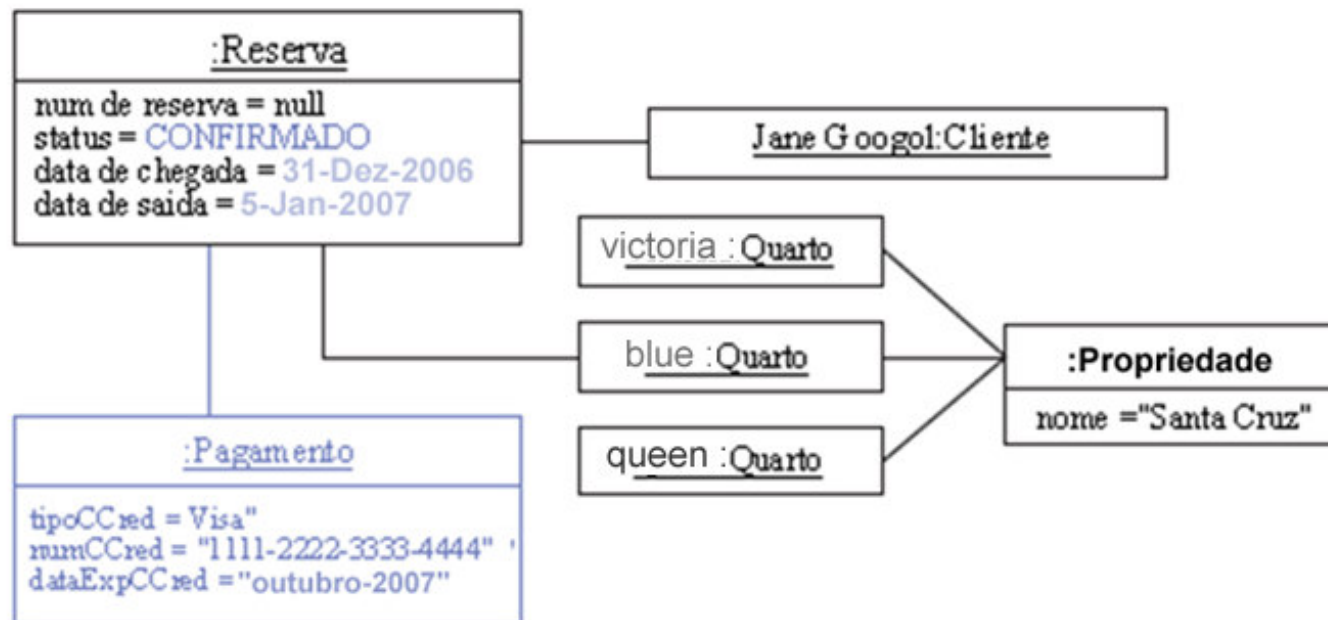 :Reserva
num de reserva = null
status = CONFIRMADO
data de chegada = 31-Dez-2006
data de saida = 5-Jan-2007
Jane Googol:Cliente
victoria :Quarto
blue :Quarto
queen :Quarto
:Propriedade
nome ="Santa Cruz"
:Pagamento
tipoCCred = Visa"
numCCred = "1111-2222-3333-4444" '
dataExpCCred ="outubro-2007"